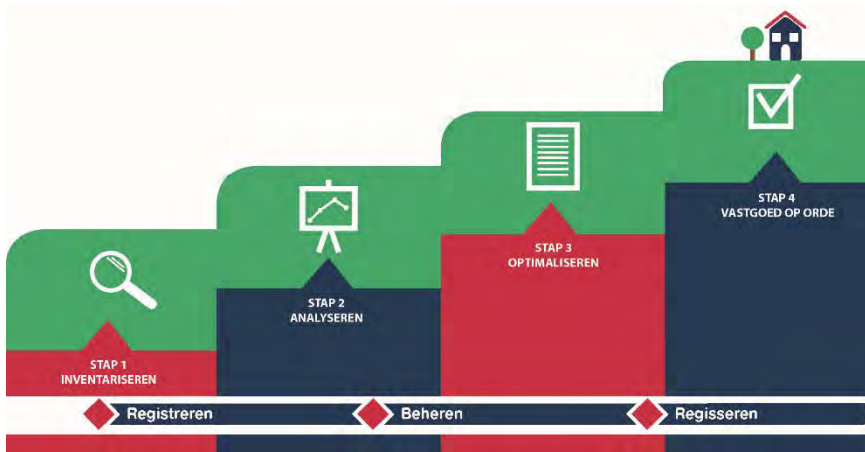 STAP 1
INVENTARISEREN
STAP 2
ANALYSEREN
STAP 3
OPTIMALISEREN
STAP 4
VASTGOED OP ORDE
Registreren
Beheren
Regisseren